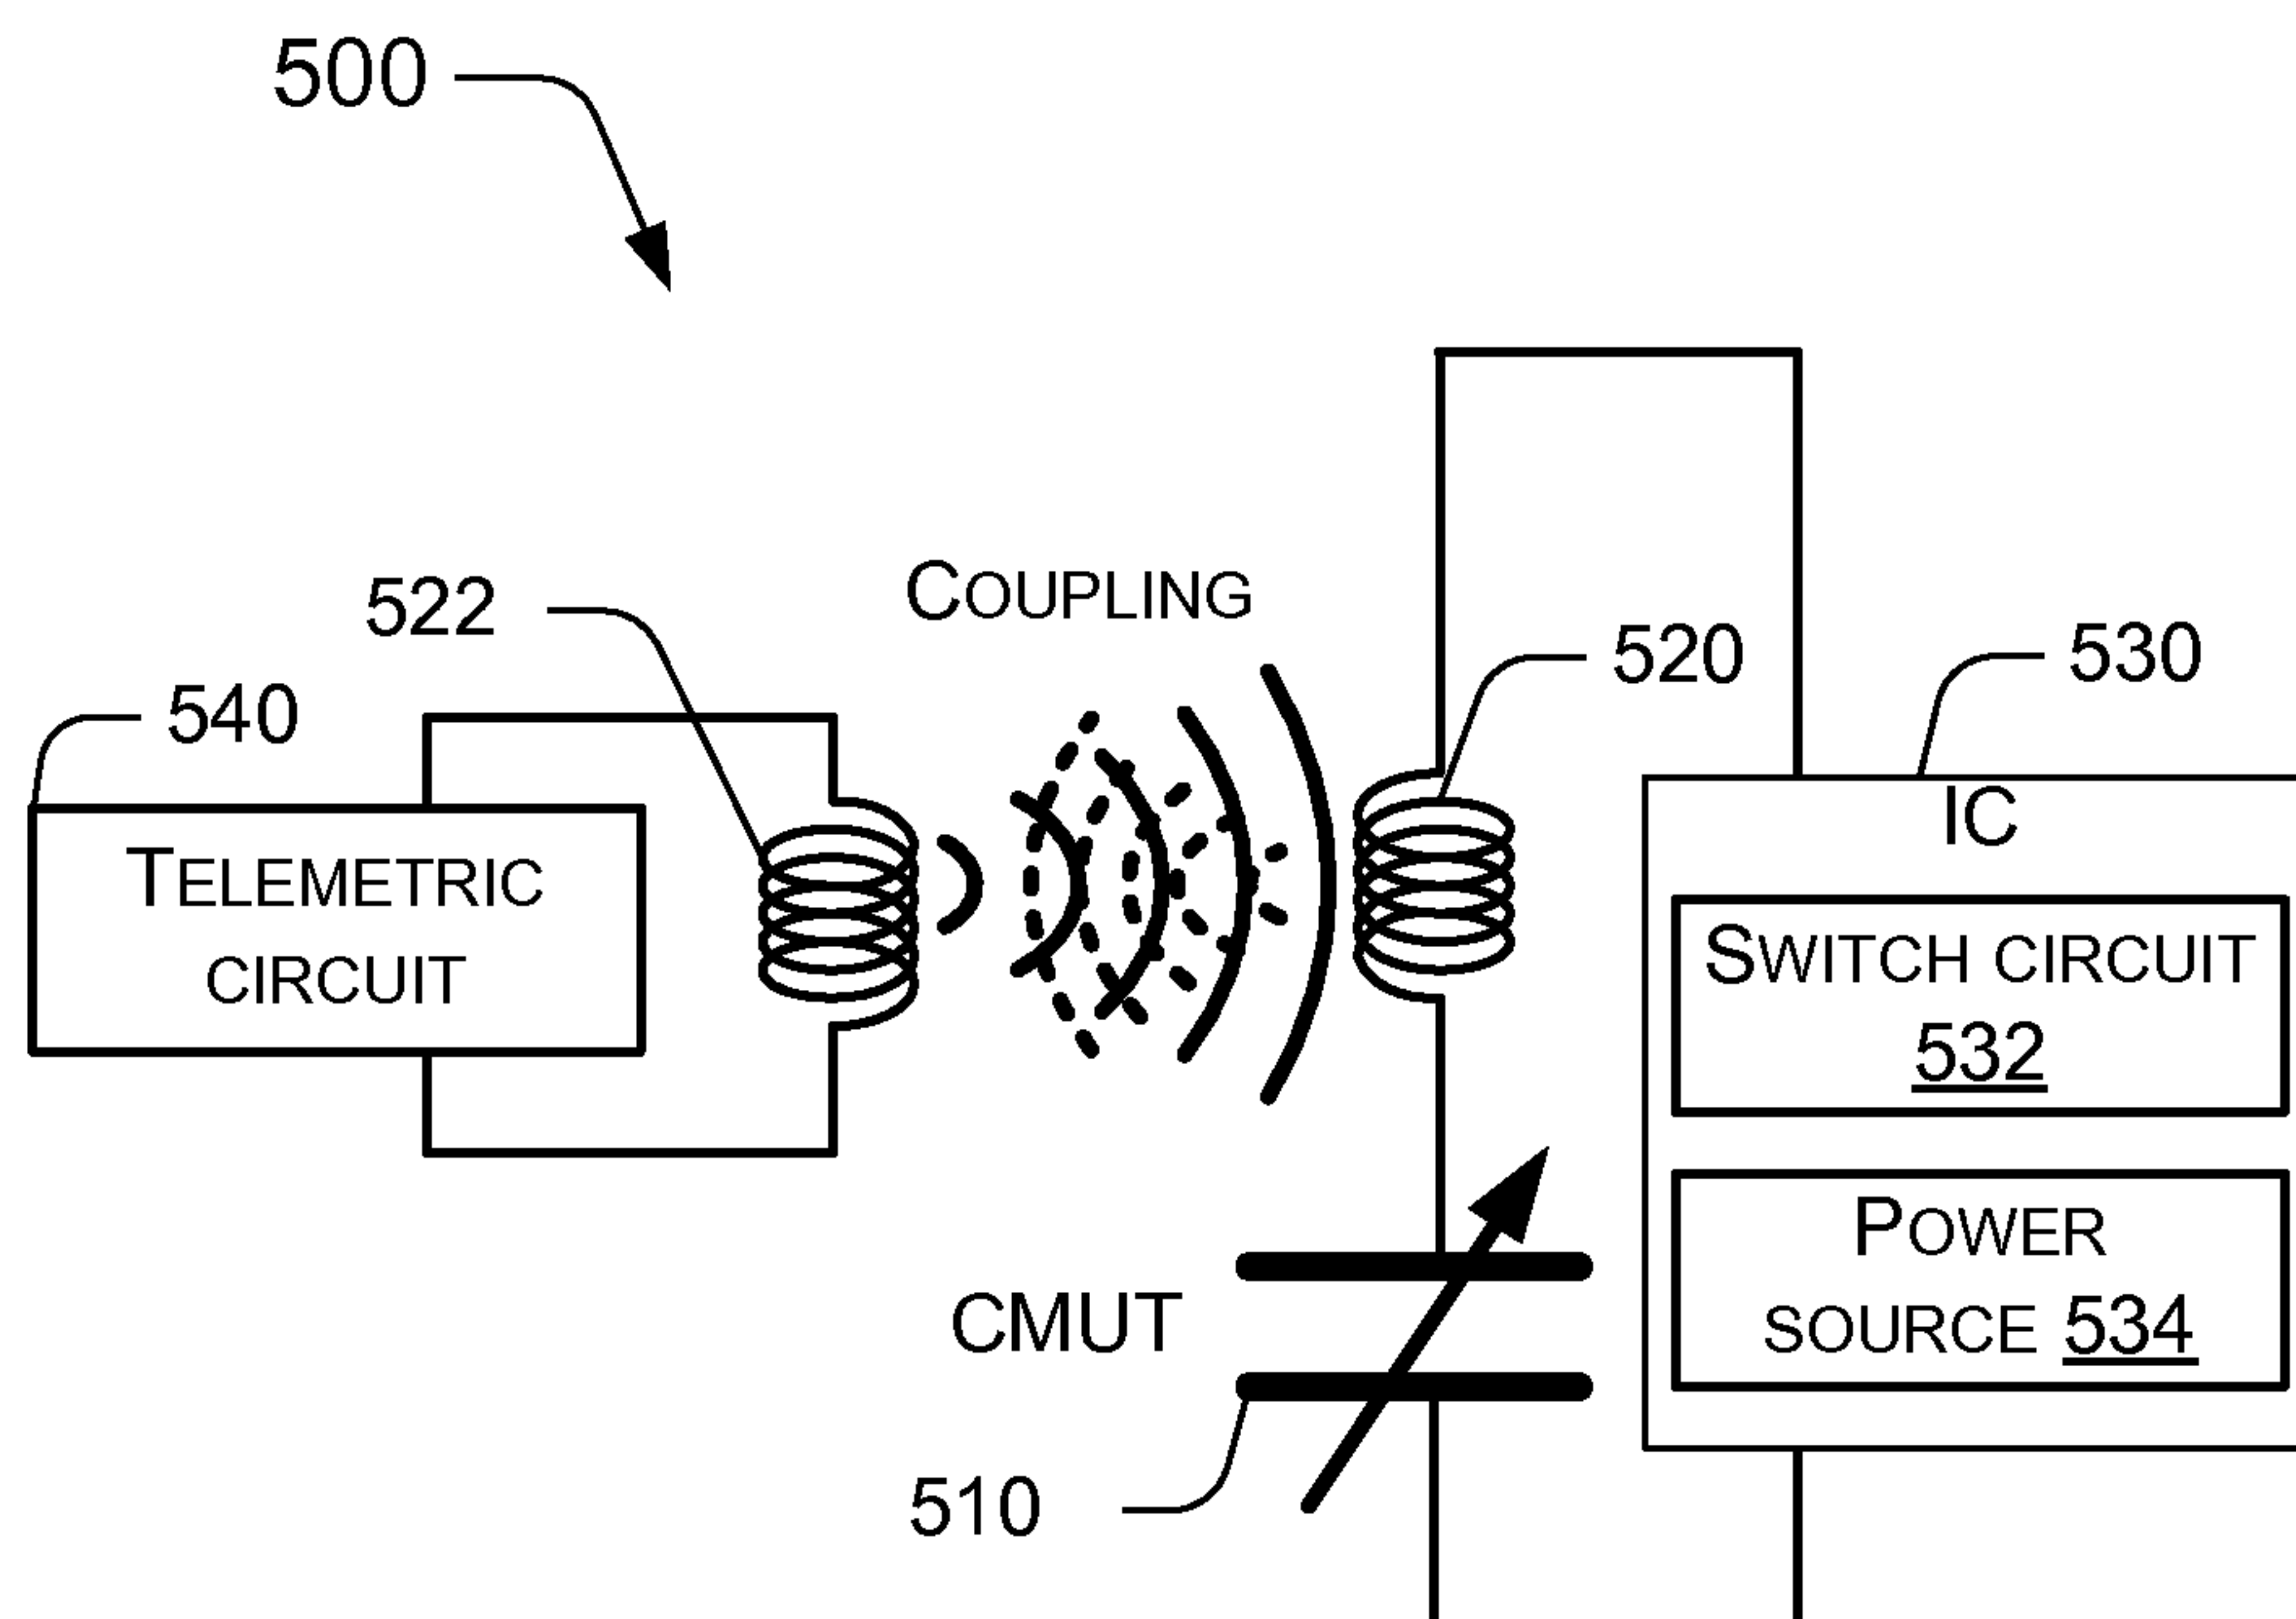 500
COUPLING
522
520
530
540
IC
TELEMETRIC
CIRCUIT
SWITCH CIRCUIT
532
POWER
SOURCE 534
CMUT
510